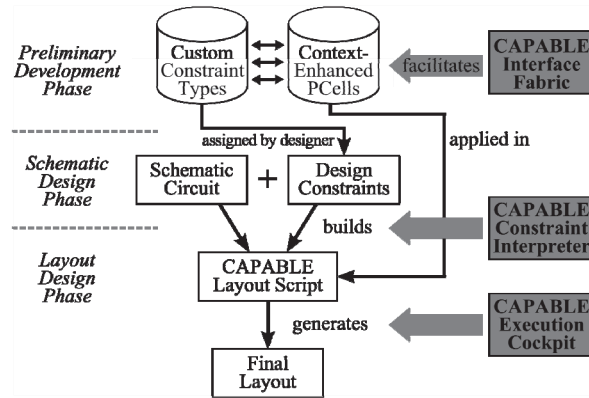 Preliminary
Development
Phase
Custom
Constraint
Types
Context-
Enhanced
PCells
facilitates
CAPABLE
Interface
Fabric
assigned by designer
applied in
Schematic
Design
Phase
Schematic
Circuit
+
Design
Constraints
builds
CAPABLE
Constraint
Interpreter
Layout
Design
Phase
CAPABLE
Layout Script
generates
CAPABLE
Execution
Cockpit
Final
Layout